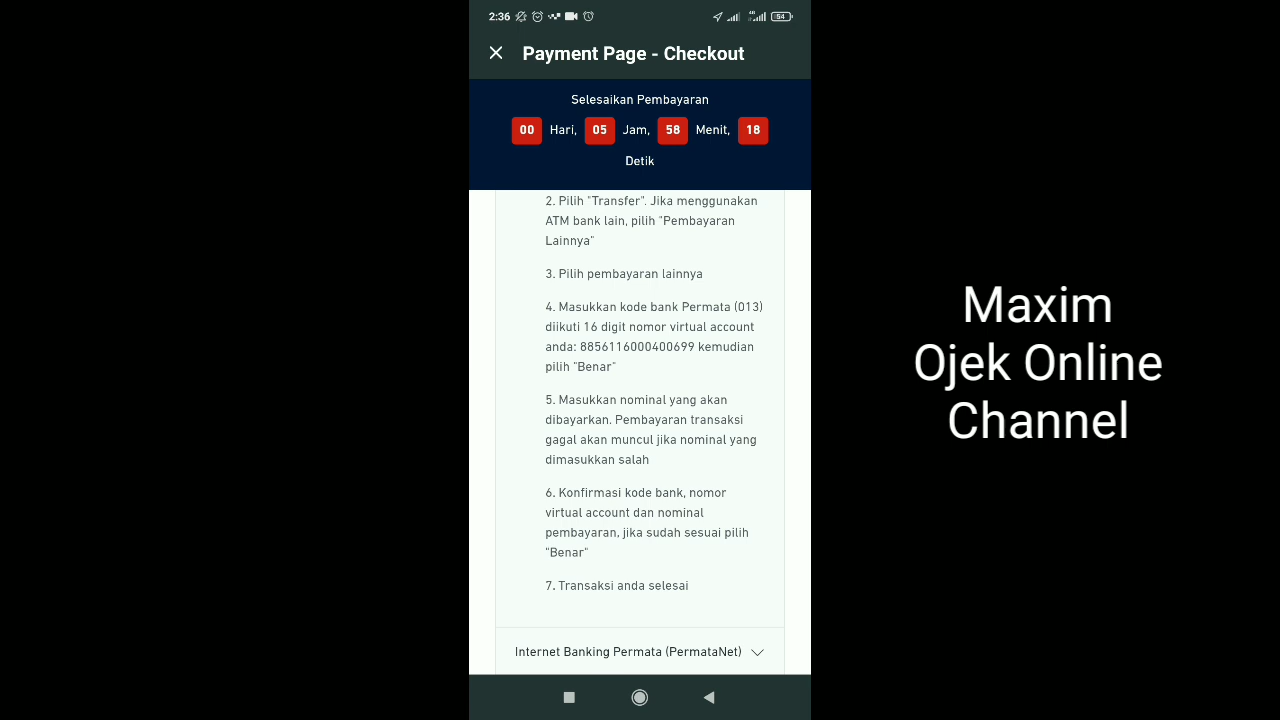 2:36
4G
54
Payment Page - Checkout
Selesaikan Pembayaran
00 Hari, 05 Jam, 58 Menit, 18
Detik
2. Pilih "Transfer". Jika menggunakan
ATM bank lain, pilih "Pembayaran
Lainnya"
3. Pilih pembayaran lainnya
4. Masukkan kode bank Permata (013)
diikuti 16 digit nomor virtual account
anda: 8856116000400699 kemudian
pilih "Benar"
5. Masukkan nominal yang akan
dibayarkan. Pembayaran transaksi
gagal akan muncul jika nominal yang
dimasukkan salah
6. Konfirmasi kode bank, nomor
virtual account dan nominal
pembayaran, jika sudah sesuai pilih
"Benar"
7. Transaksi anda selesai
Internet Banking Permata (PermataNet)
Maxim
Ojek Online
Channel